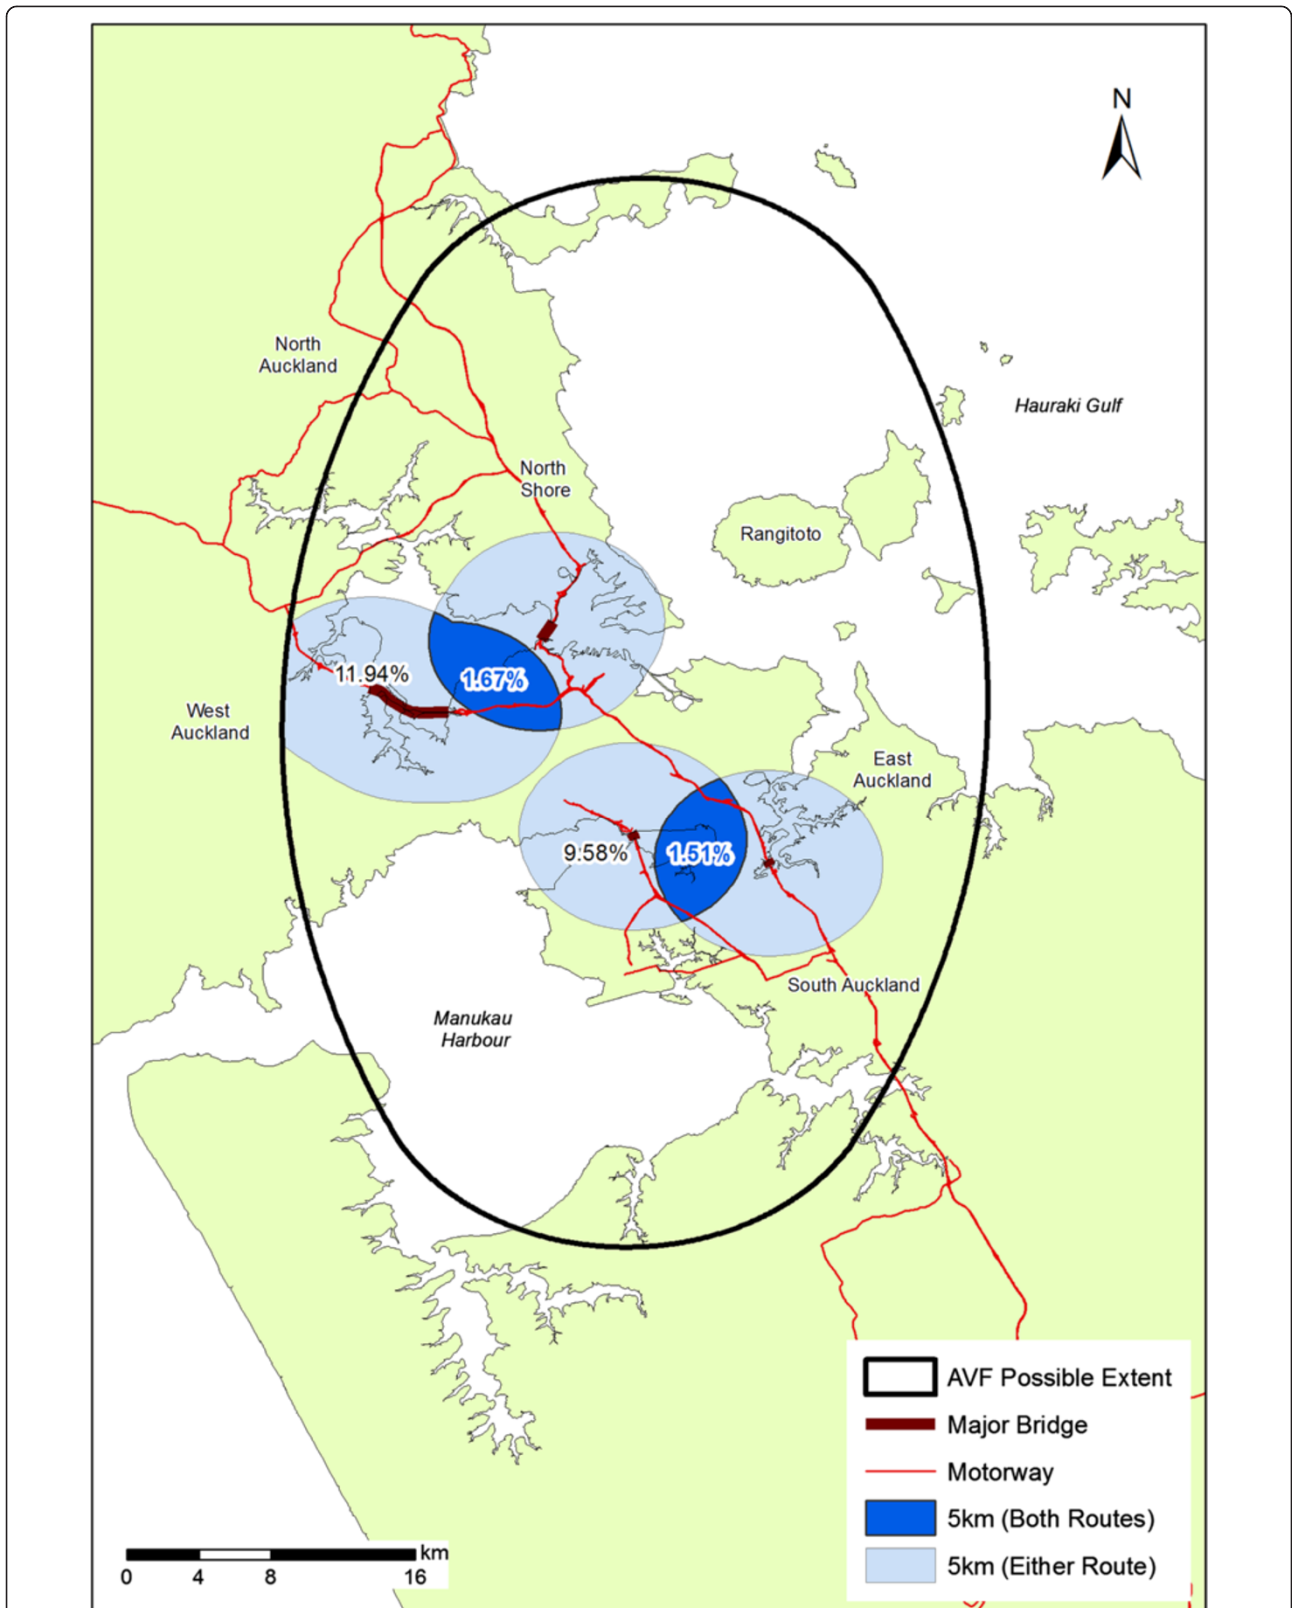 N
North
Auckland
Hauraki Gulf
North
Shore
Rangitoto
11.94%
1.67%
West
Auckland
East
Auckland
9.58%
1.51%
South Auckland
Manukau
Harbour
AVF Possible Extent
Major Bridge
Motorway
5km (Both Routes)
5km (Either Route)
km
0 4 8 16